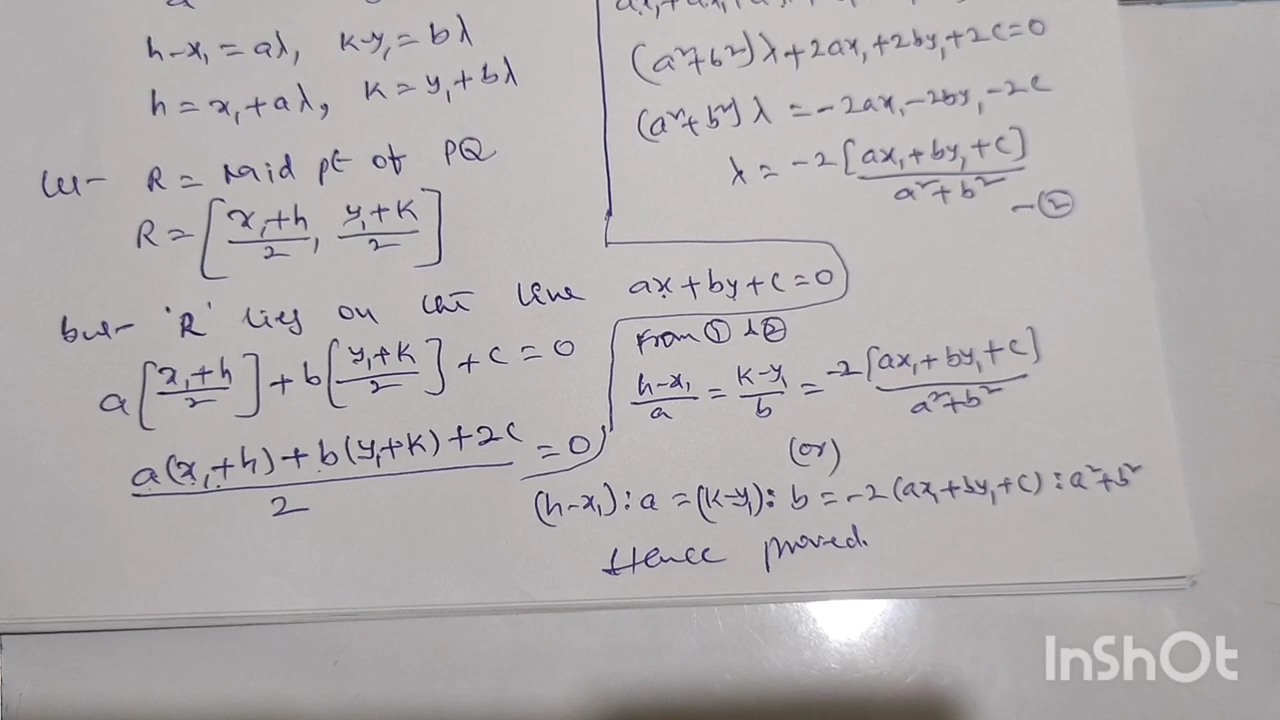 h-x₁ = aλ, k-y₁ = bλ
h = x₁+aλ, k = y₁+bλ
let R = mid pt of PQ
R = [(x₁+h)/2, (y₁+k)/2]
but 'R' lies on the line ax+by+c=0
a[(x₁+h)/2] + b[(y₁+k)/2] + c = 0
(a(x₁+h)+b(y₁+k)+2c)/2 = 0
(a²+b²)λ+2ax₁+2by₁+2c=0
(a²+b²)λ = -2ax₁-2by₁-2c
λ = -2[ax₁+by₁+c]/(a²+b²)
-②
From ① & ②
(h-x₁)/a = (k-y₁)/b = -2[ax₁+by₁+c]/(a²+b²)
(or)
(h-x₁):a = (k-y₁):b = -2(ax₁+by₁+c):a²+b²
Hence proved.
InShOt